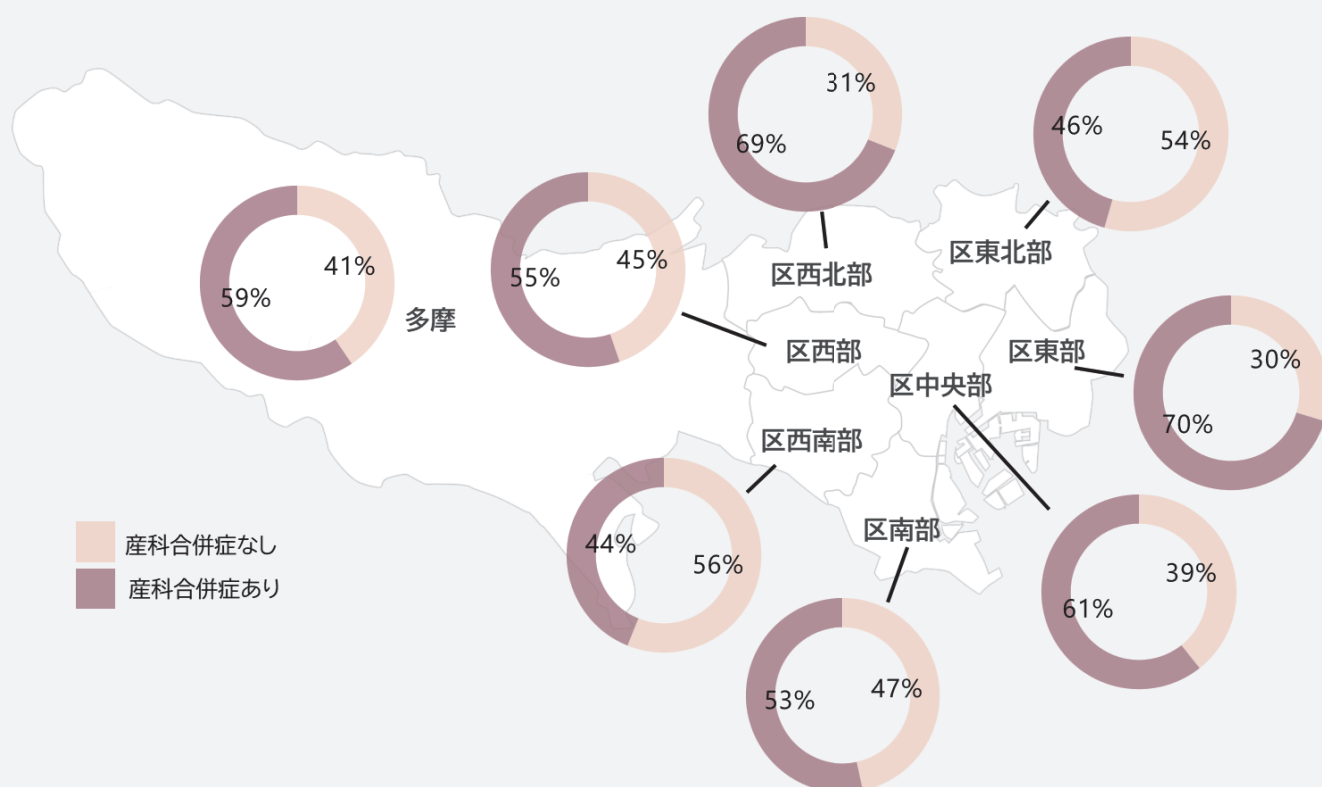 31%
69%
46%
54%
区東北部
区西北部
45%
55%
41%
59%
多摩
区西部
区東部
30%
70%
区中央部
区西南部
44%
56%
区南部
39%
61%
53%
47%
産科合併症なし
産科合併症あり